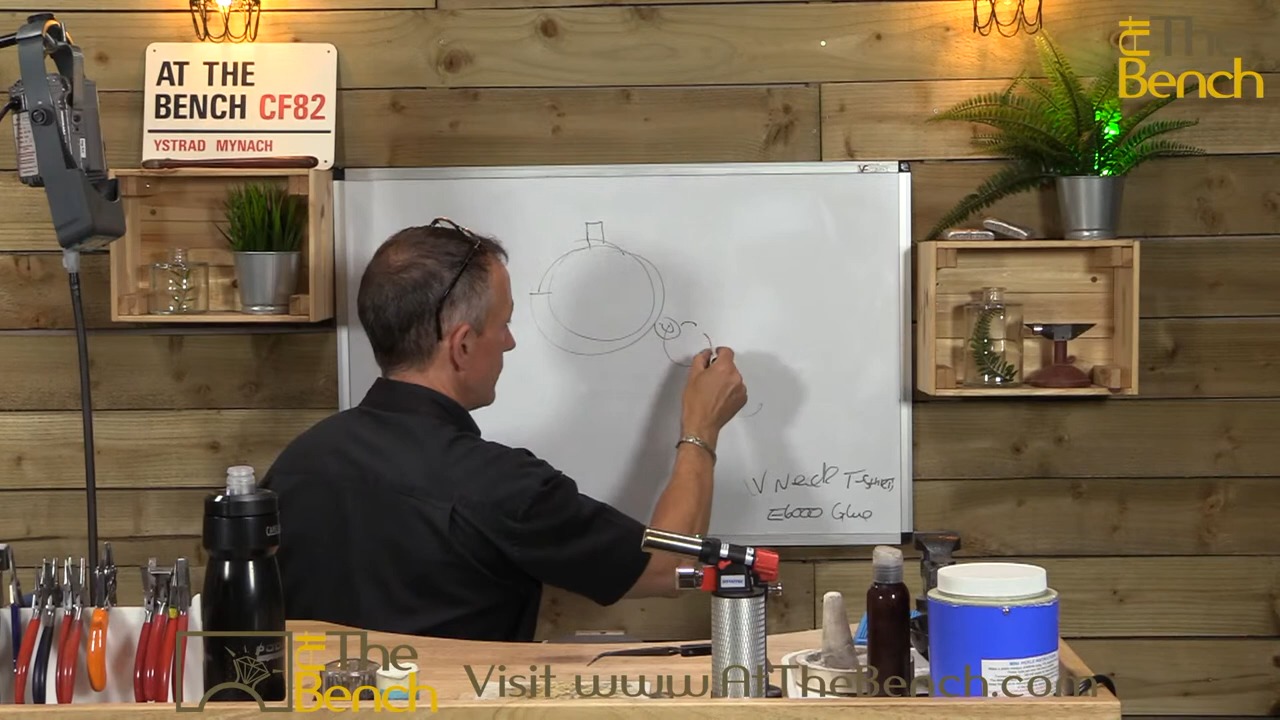 AT THE
BENCH CF82
YSTRAD MYNACH
At The
Bench
V Neck T-Shirts
E6000 Glue
At The
Bench
Visit www.AtTheBench.com